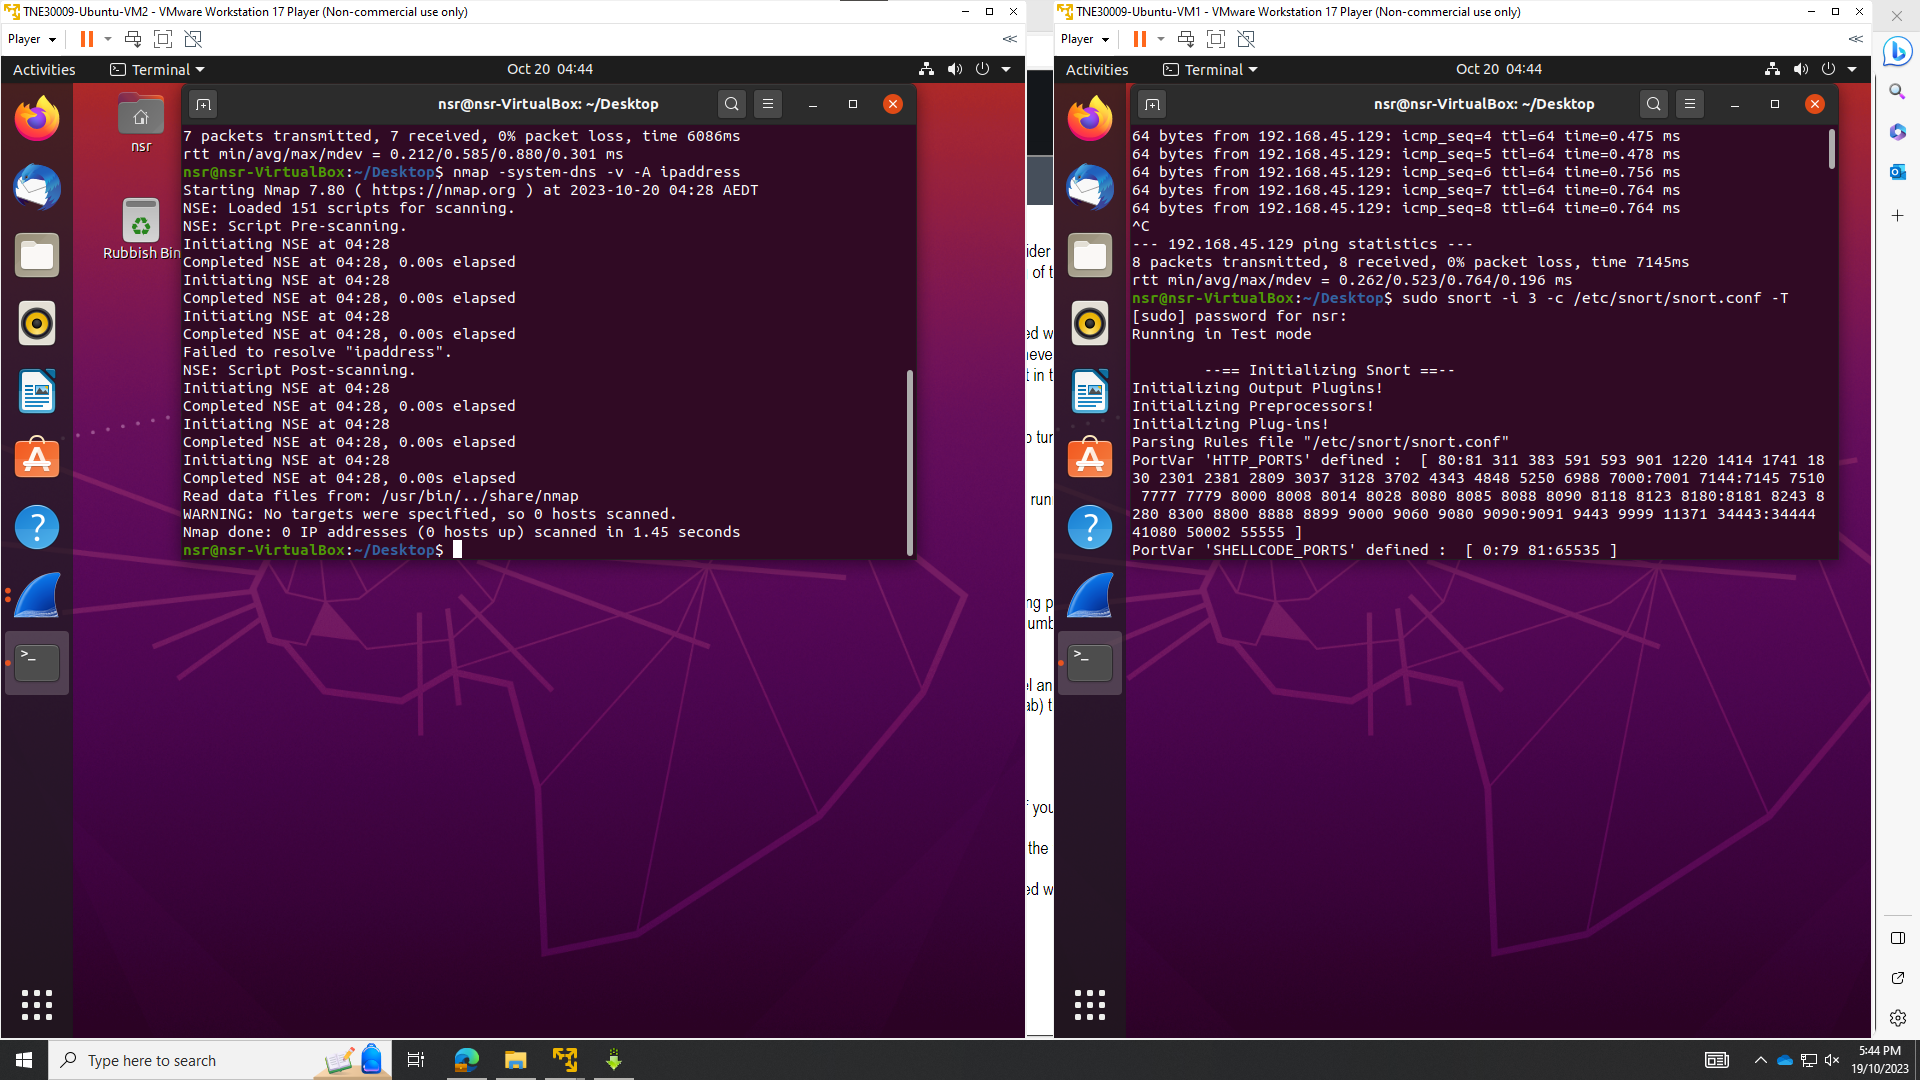 TNE30009-Ubuntu-VM2 - VMware Workstation 17 Player (Non-commercial use only)
Player
Activities
Terminal
Oct 20 04:44
nsr@nsr-VirtualBox: ~/Desktop
nsr
Rubbish Bin
7 packets transmitted, 7 received, 0% packet loss, time 6086ms
rtt min/avg/max/mdev = 0.212/0.585/0.880/0.301 ms
nsr@nsr-VirtualBox:~/Desktop$ nmap -system-dns -v -A ipaddress
Starting Nmap 7.80 ( https://nmap.org ) at 2023-10-20 04:28 AEDT
NSE: Loaded 151 scripts for scanning.
NSE: Script Pre-scanning.
Initiating NSE at 04:28
Completed NSE at 04:28, 0.00s elapsed
Initiating NSE at 04:28
Completed NSE at 04:28, 0.00s elapsed
Initiating NSE at 04:28
Completed NSE at 04:28, 0.00s elapsed
Failed to resolve "ipaddress".
NSE: Script Post-scanning.
Initiating NSE at 04:28
Completed NSE at 04:28, 0.00s elapsed
Initiating NSE at 04:28
Completed NSE at 04:28, 0.00s elapsed
Initiating NSE at 04:28
Completed NSE at 04:28, 0.00s elapsed
Read data files from: /usr/bin/../share/nmap
WARNING: No targets were specified, so 0 hosts scanned.
Nmap done: 0 IP addresses (0 hosts up) scanned in 1.45 seconds
nsr@nsr-VirtualBox:~/Desktop$
TNE30009-Ubuntu-VM1 - VMware Workstation 17 Player (Non-commercial use only)
Player
Activities
Terminal
Oct 20 04:44
nsr@nsr-VirtualBox: ~/Desktop
64 bytes from 192.168.45.129: icmp_seq=4 ttl=64 time=0.475 ms
64 bytes from 192.168.45.129: icmp_seq=5 ttl=64 time=0.478 ms
64 bytes from 192.168.45.129: icmp_seq=6 ttl=64 time=0.756 ms
64 bytes from 192.168.45.129: icmp_seq=7 ttl=64 time=0.764 ms
64 bytes from 192.168.45.129: icmp_seq=8 ttl=64 time=0.764 ms
^C
--- 192.168.45.129 ping statistics ---
8 packets transmitted, 8 received, 0% packet loss, time 7145ms
rtt min/avg/max/mdev = 0.262/0.523/0.764/0.196 ms
nsr@nsr-VirtualBox:~/Desktop$ sudo snort -i 3 -c /etc/snort/snort.conf -T
[sudo] password for nsr:
Running in Test mode
--== Initializing Snort ==--
Initializing Output Plugins!
Initializing Preprocessors!
Initializing Plug-ins!
Parsing Rules file "/etc/snort/snort.conf"
PortVar 'HTTP_PORTS' defined :  [ 80:81 311 383 591 593 901 1220 1414 1741 18
30 2301 2381 2809 3037 3128 3702 4343 4848 5250 6988 7000:7001 7144:7145 7510
7777 7779 8000 8008 8014 8028 8080 8085 8088 8090 8118 8123 8180:8181 8243 8
280 8300 8800 8888 8899 9000 9060 9080 9090:9091 9443 9999 11371 34443:34444
41080 50002 55555 ]
PortVar 'SHELLCODE_PORTS' defined :  [ 0:79 81:65535 ]
Type here to search
5:44 PM
19/10/2023